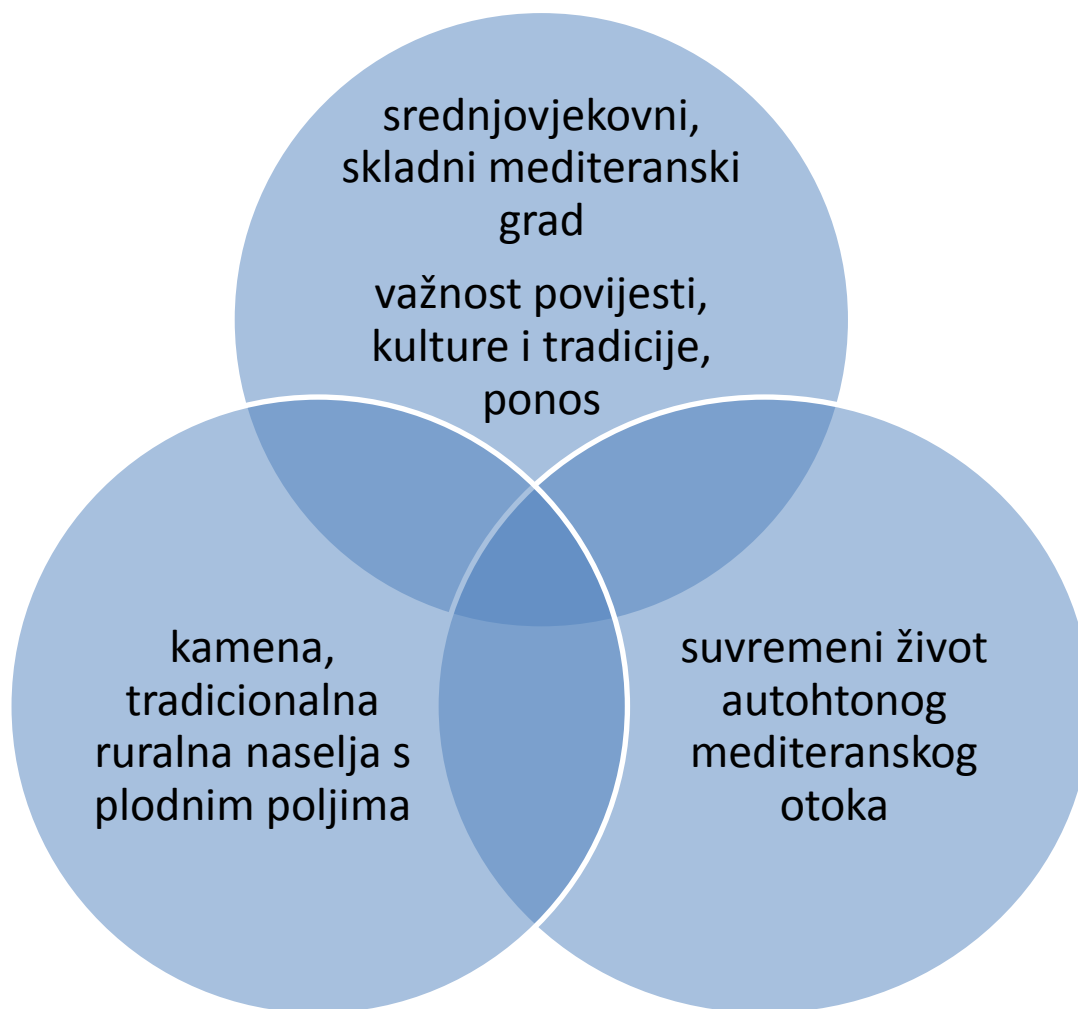 srednjovjekovni,
skladni mediteranski
grad
važnost povijesti,
kulture i tradicije,
ponos
kamena,
tradicionalna
ruralna naselja s
plodnim poljima
suvremeni život
autohtonog
mediteranskog
otoka